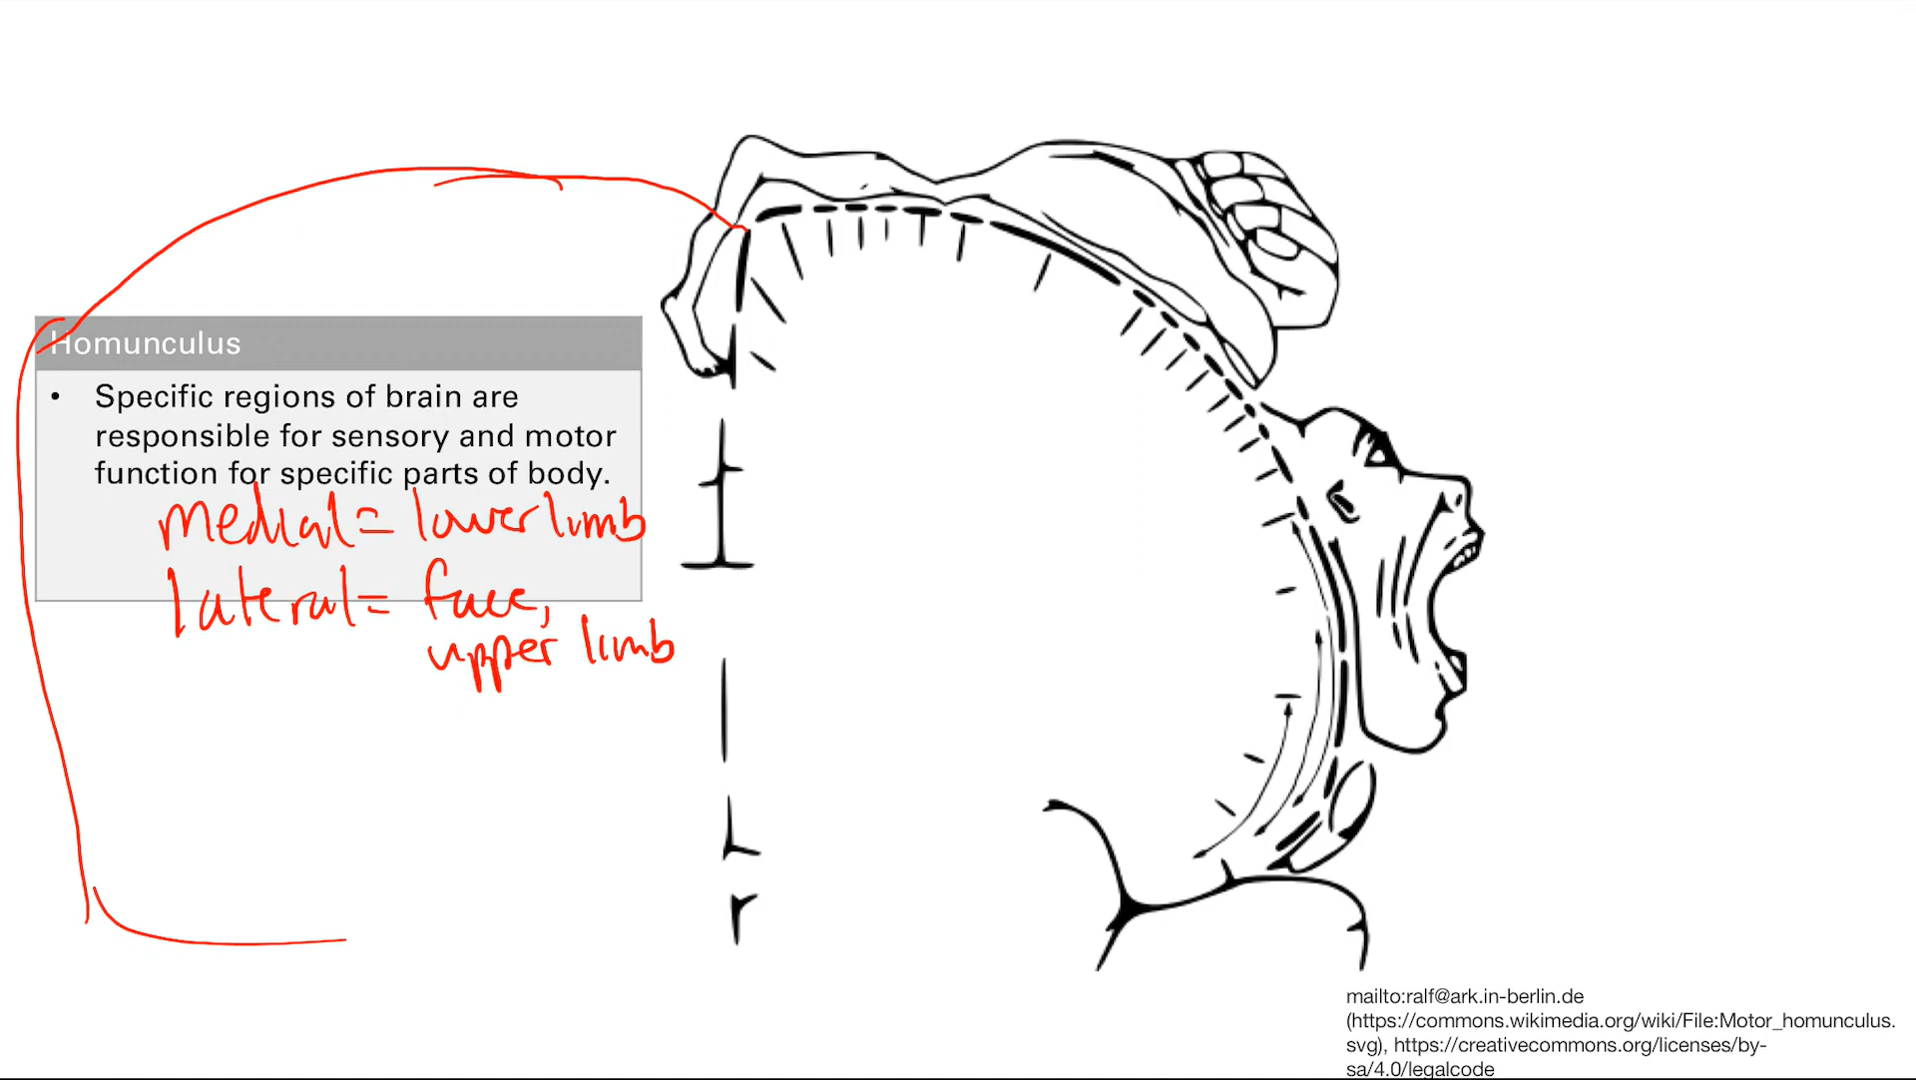 Homunculus
• Specific regions of brain are
responsible for sensory and motor
function for specific parts of body.
medial = lower limb
lateral = face,
upper limb
mailto:ralf@ark.in-berlin.de
(https://commons.wikimedia.org/wiki/File:Motor_homunculus.
svg), https://creativecommons.org/licenses/by-
sa/4.0/legalcode